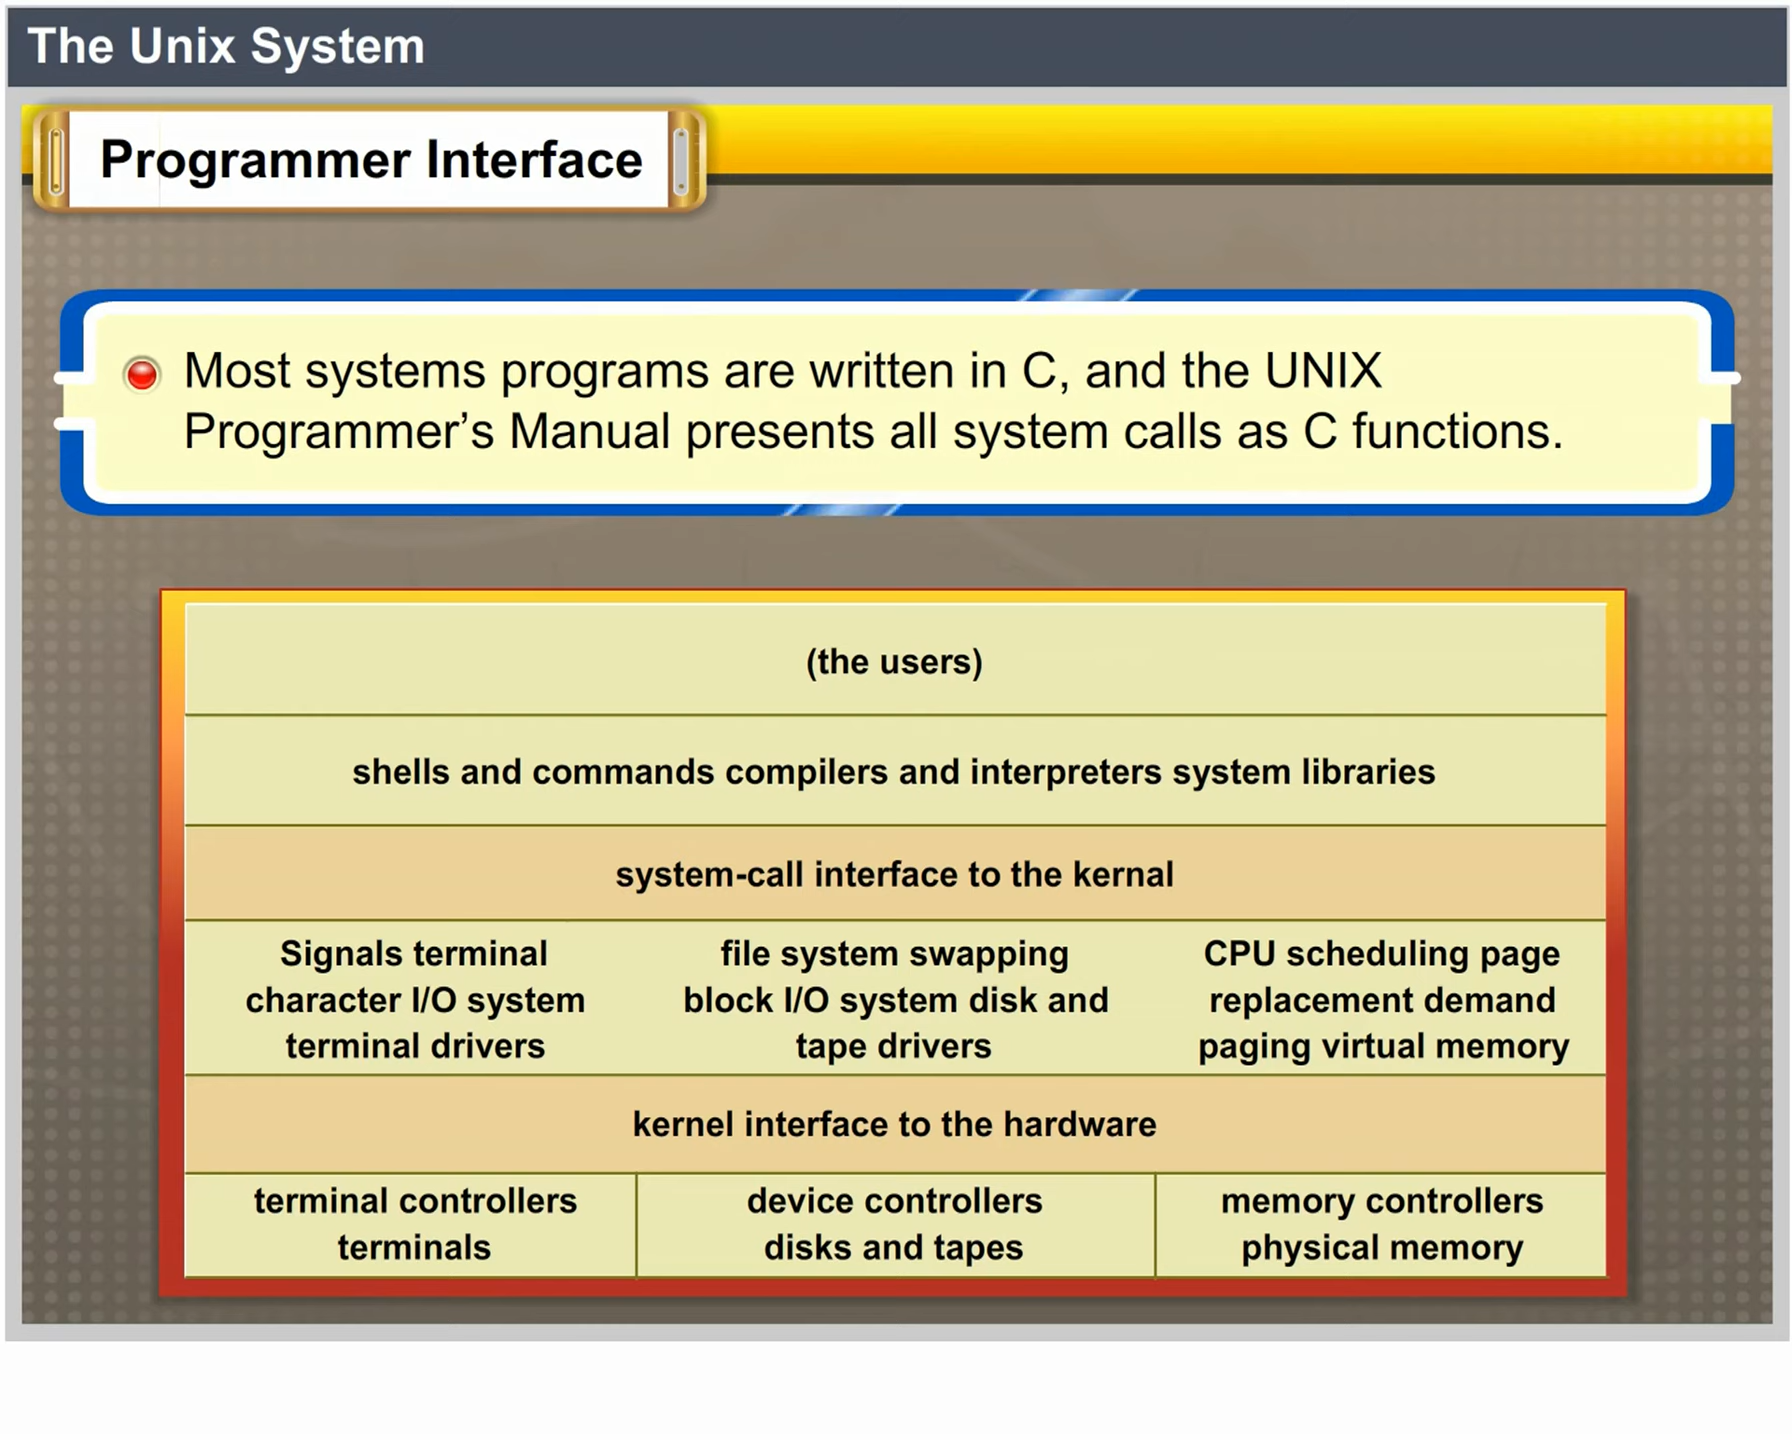 The Unix System
Programmer Interface
Most systems programs are written in C, and the UNIX
Programmer’s Manual presents all system calls as C functions.
(the users)
shells and commands compilers and interpreters system libraries
system-call interface to the kernal
Signals terminal
character I/O system
terminal drivers
file system swapping
block I/O system disk and
tape drivers
CPU scheduling page
replacement demand
paging virtual memory
kernel interface to the hardware
terminal controllers
terminals
device controllers
disks and tapes
memory controllers
physical memory